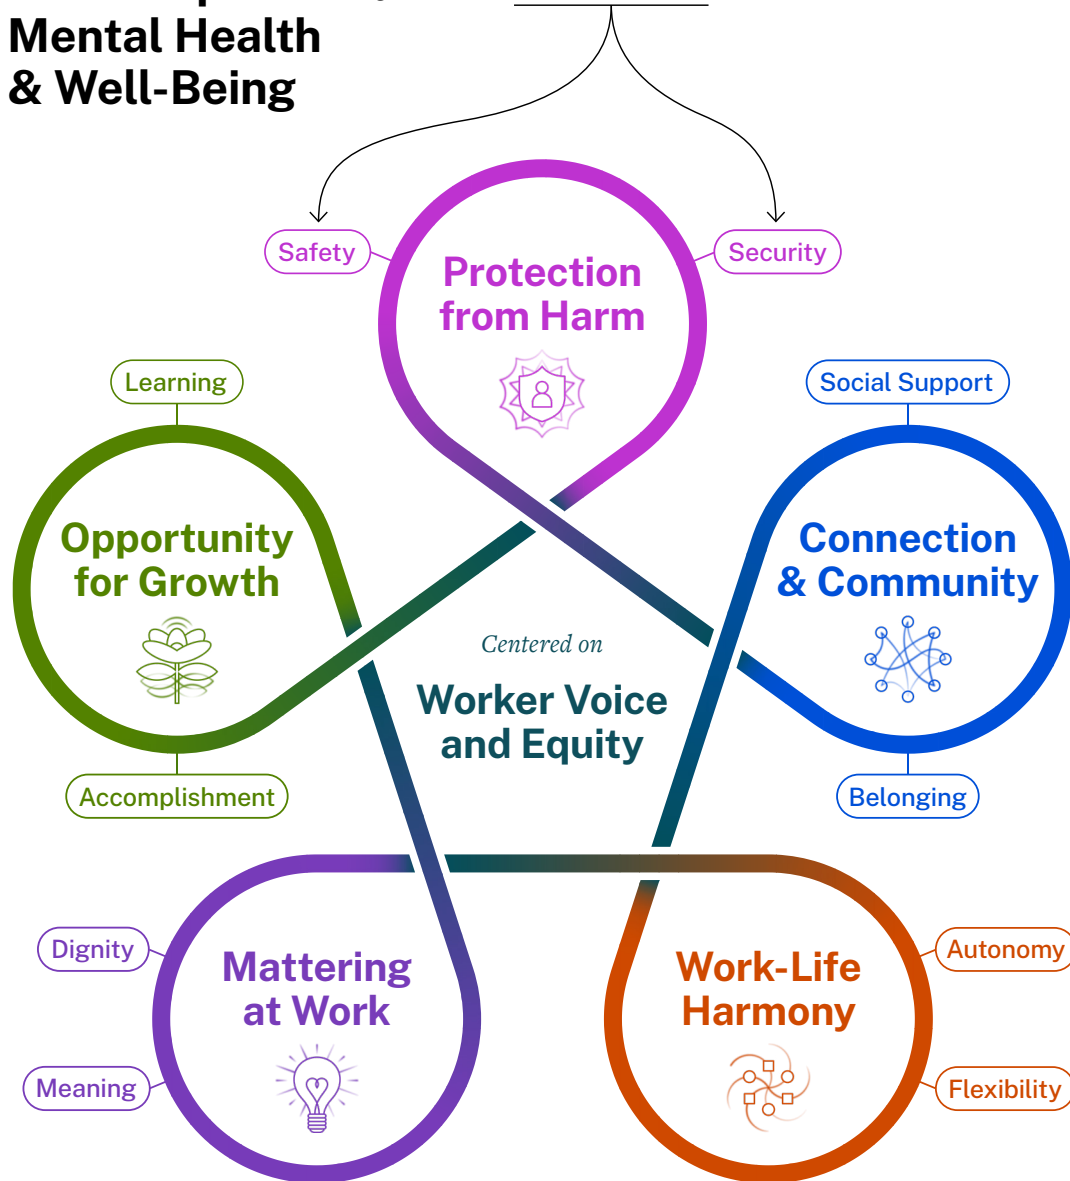 Mental Health
& Well-Being
Safety
Security
Protection
from Harm
Learning
Social Support
Opportunity
for Growth
Connection
& Community
Centered on
Worker Voice
and Equity
Accomplishment
Belonging
Dignity
Autonomy
Mattering
at Work
Work-Life
Harmony
Meaning
Flexibility